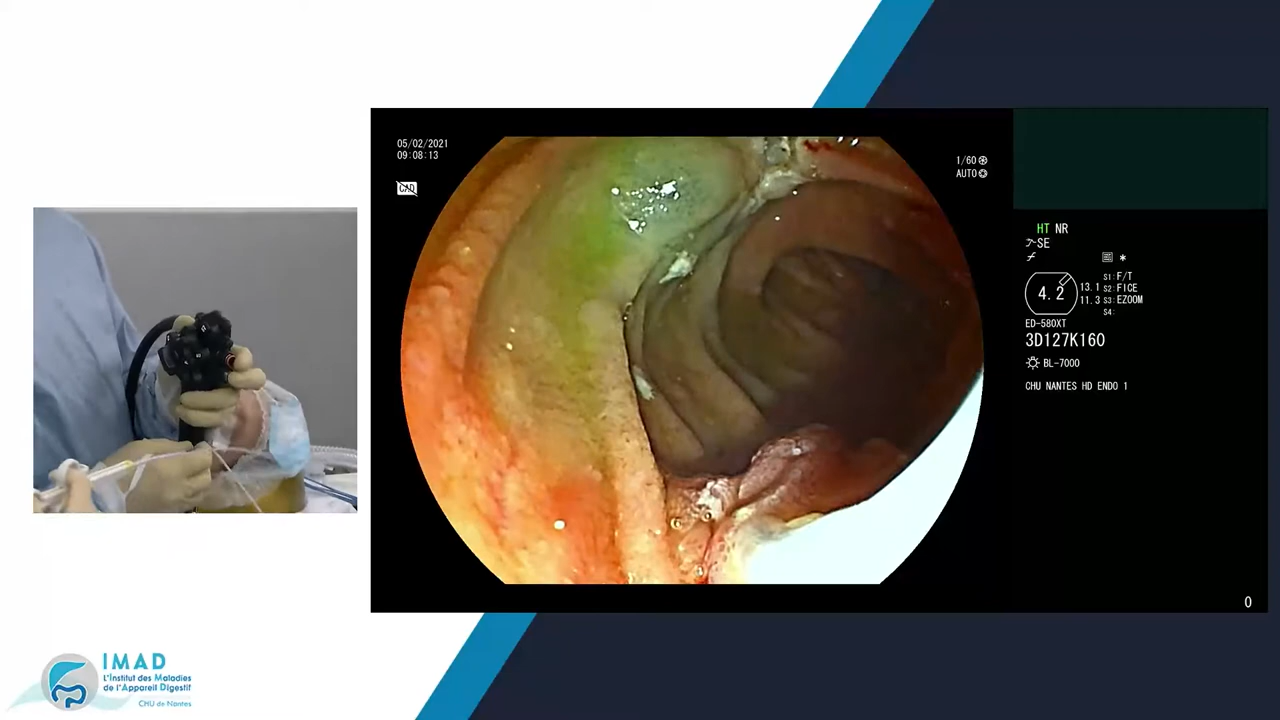 05/02/2021
09:08:13
CAD
1/60
AUTO
HT NR
SE
4.2
13.1
11.3
S1:F/T
S2:FICE
S3:EZOOM
S4:
ED-580XT
3D127K160
BL-7000
CHU NANTES HD ENDO 1
0
IMAD
L'Institut des Maladies
de l'Appareil Digestif
CHU de Nantes